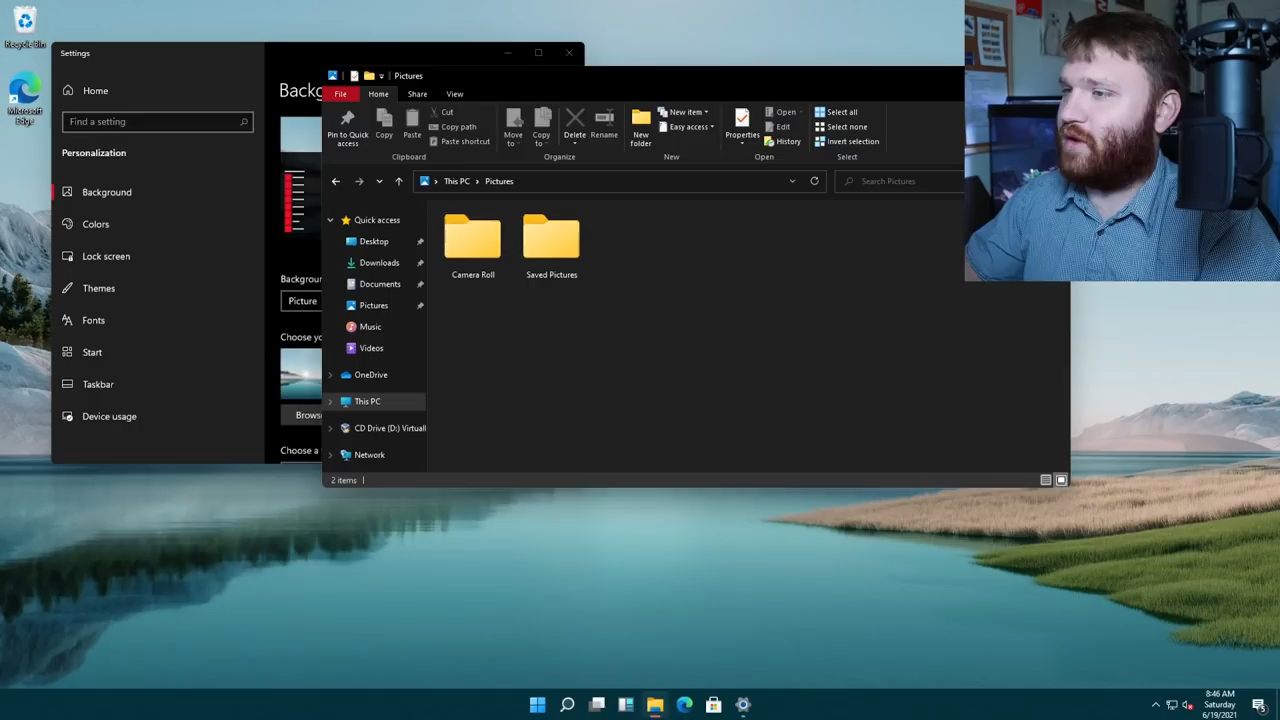 Recycle Bin
Microsoft
Edge
Settings
Home
Find a setting
Personalization
Background
Colors
Lock screen
Themes
Fonts
Start
Taskbar
Device usage
Backg
Backgroun
Picture
Choose yo
Brows
Choose a
Pictures
File
Home
Share
View
Pin to Quick
access
Copy
Paste
Cut
Copy path
Paste shortcut
Clipboard
Move
to
Copy
to
Delete
Rename
Organize
New
folder
New item
Easy access
New
Properties
Open
Edit
History
Open
Select all
Select none
Invert selection
Select
This PC
Pictures
Search Pictures
Quick access
Desktop
Downloads
Documents
Pictures
Music
Videos
OneDrive
This PC
CD Drive (D:) Virtuall
Network
Camera Roll
Saved Pictures
2 items
8:46 AM
Saturday
6/19/2021
5